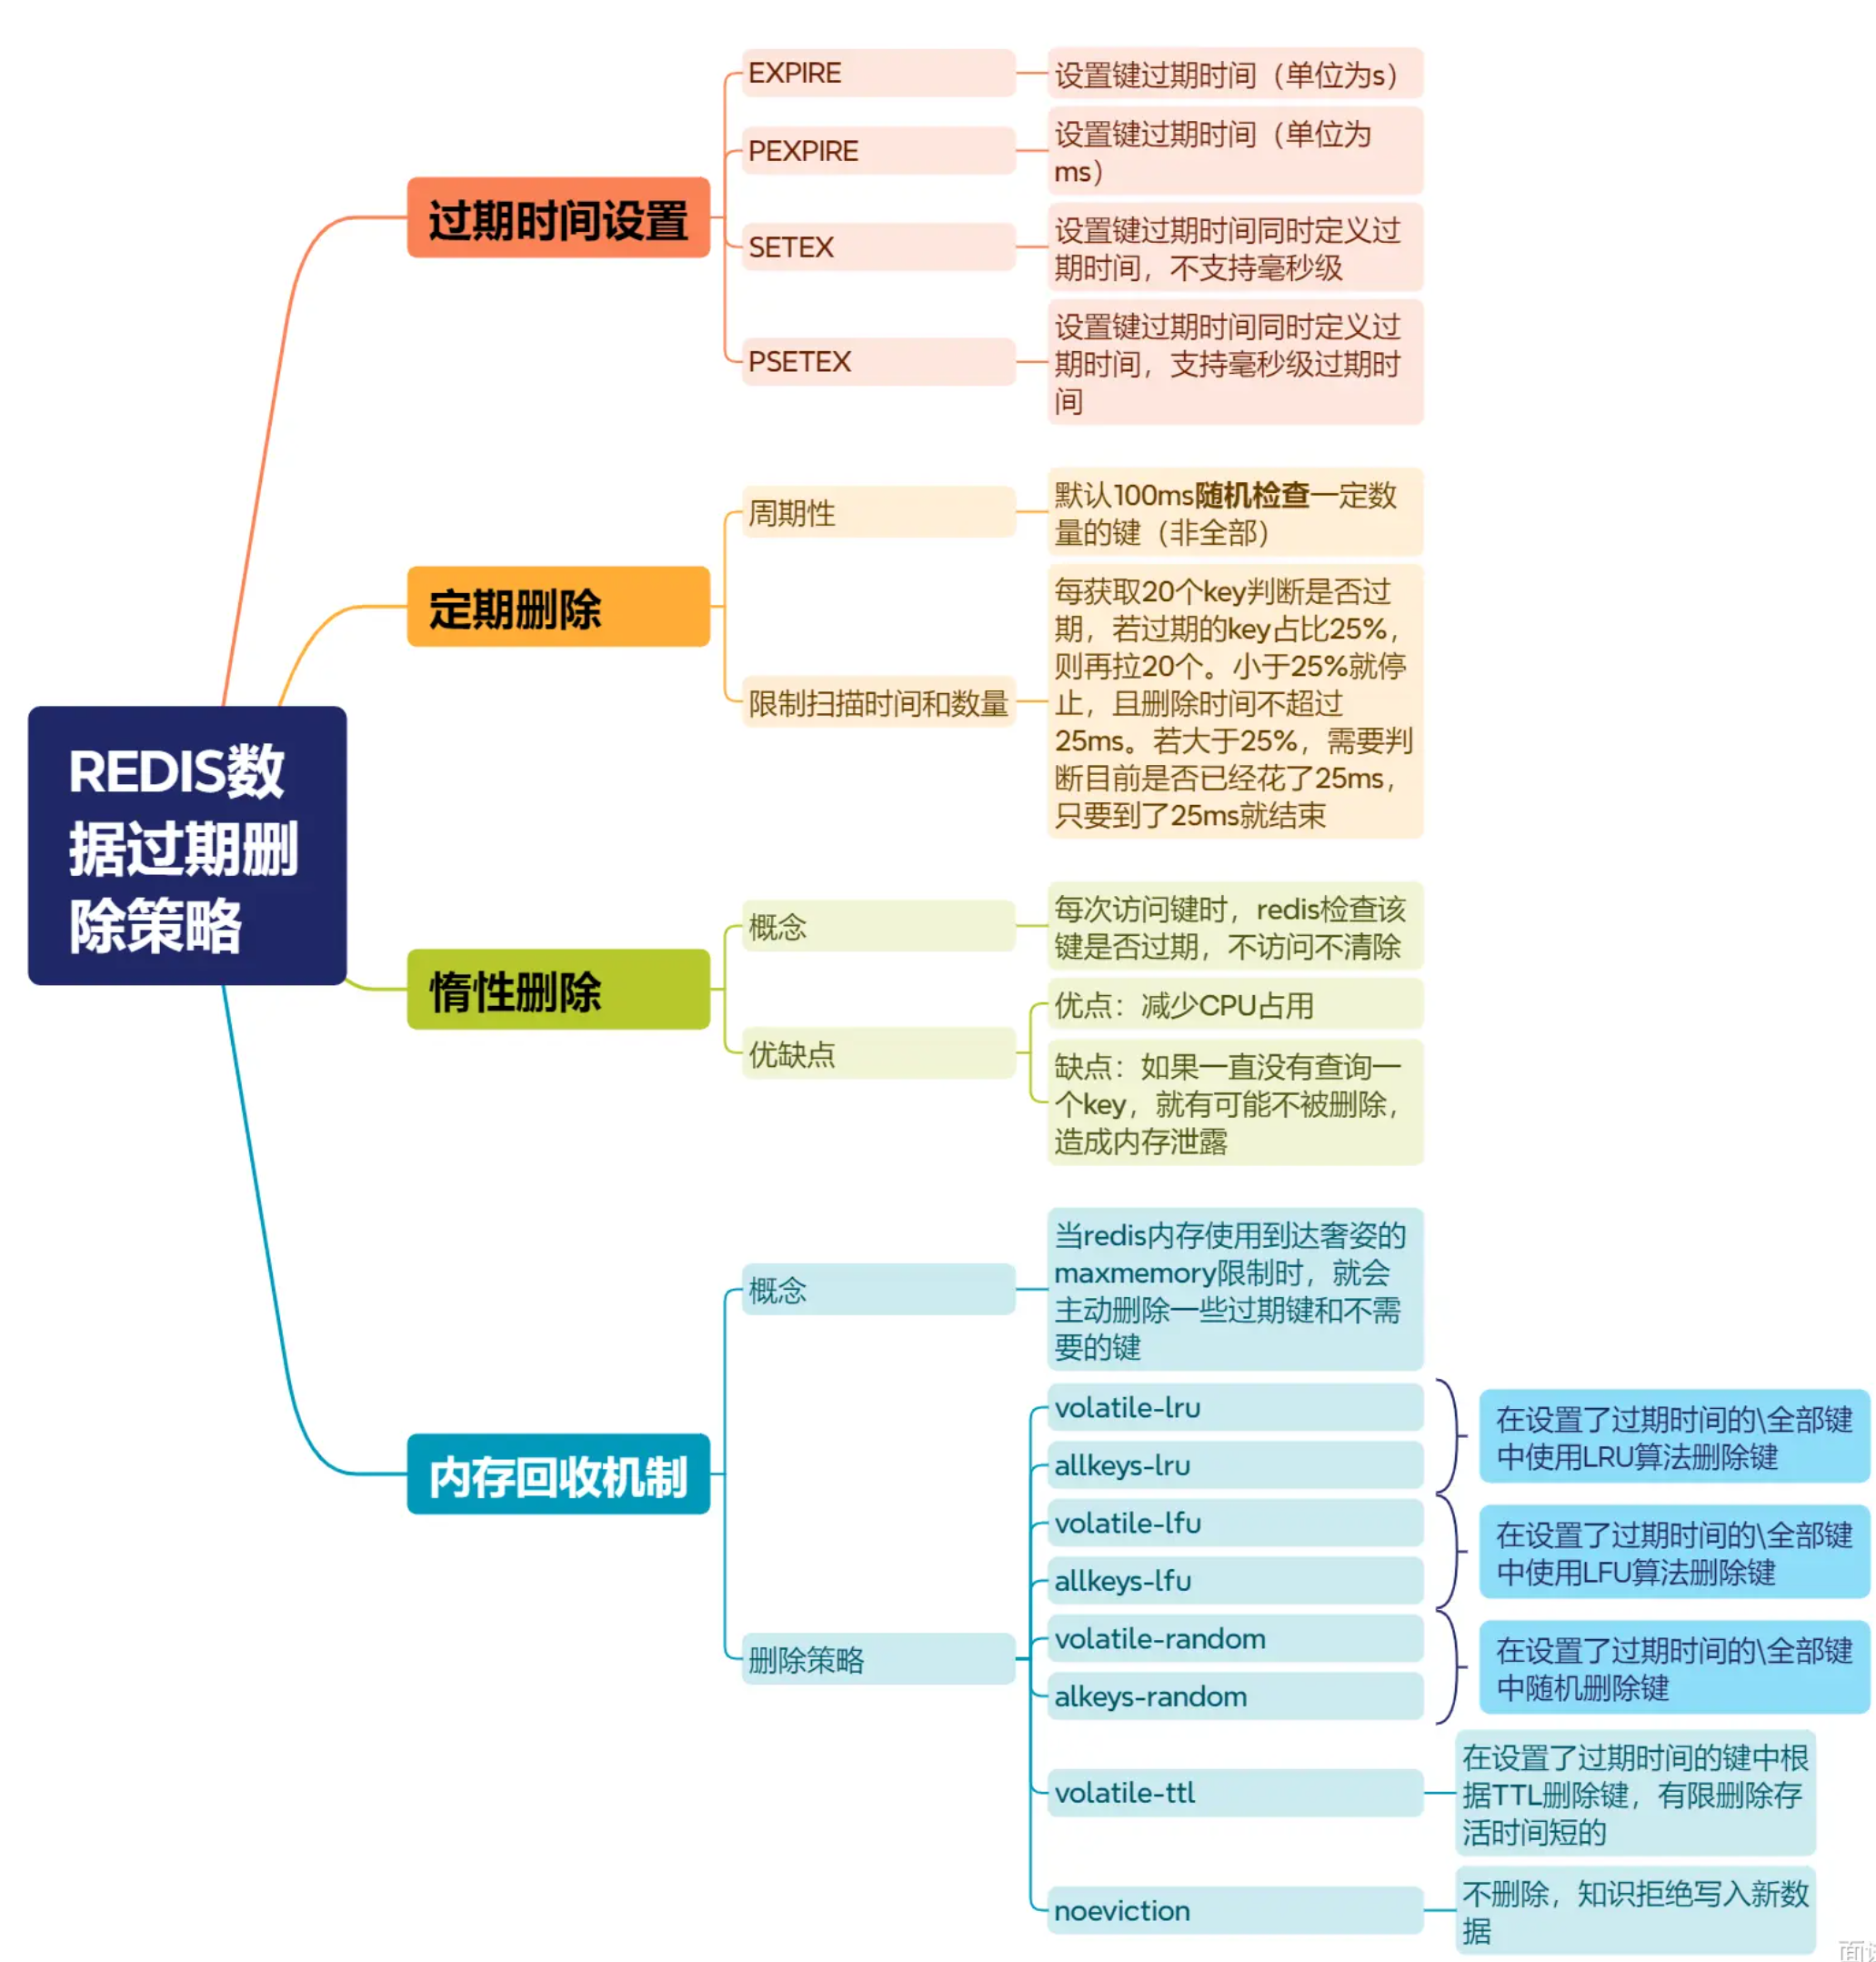 REDIS数
据过期删
除策略
过期时间设置
EXPIRE
设置键过期时间（单位为s）
PEXPIRE
设置键过期时间（单位为
ms）
SETEX
设置键过期时间同时定义过
期时间，不支持毫秒级
PSETEX
设置键过期时间同时定义过
期时间，支持毫秒级过期时
间
定期删除
周期性
默认100ms随机检查一定数
量的键（非全部）
限制扫描时间和数量
每获取20个key判断是否过
期，若过期的key占比25%，
则再拉20个。小于25%就停
止，且删除时间不超过
25ms。若大于25%，需要判
断目前是否已经花了25ms，
只要到了25ms就结束
惰性删除
概念
每次访问键时，redis检查该
键是否过期，不访问不清除
优缺点
优点：减少CPU占用
缺点：如果一直没有查询一
个key，就有可能不被删除，
造成内存泄露
内存回收机制
概念
当redis内存使用到达奢姿的
maxmemory限制时，就会
主动删除一些过期键和不需
要的键
删除策略
volatile-lru
allkeys-lru
在设置了过期时间的\全部键
中使用LRU算法删除键
volatile-lfu
allkeys-lfu
在设置了过期时间的\全部键
中使用LFU算法删除键
volatile-random
alkeys-random
在设置了过期时间的\全部键
中随机删除键
volatile-ttl
在设置了过期时间的键中根
据TTL删除键，有限删除存
活时间短的
noeviction
不删除，知识拒绝写入新数
据